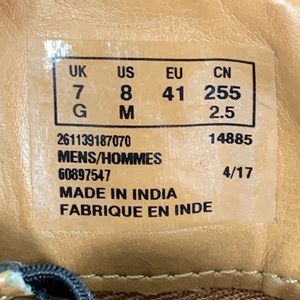 UK US EU CN
7 8 41 255
G M 2.5
261139187070 14885
MENS/HOMMES
60897547 4/17
MADE IN INDIA
FABRIQUE EN INDE